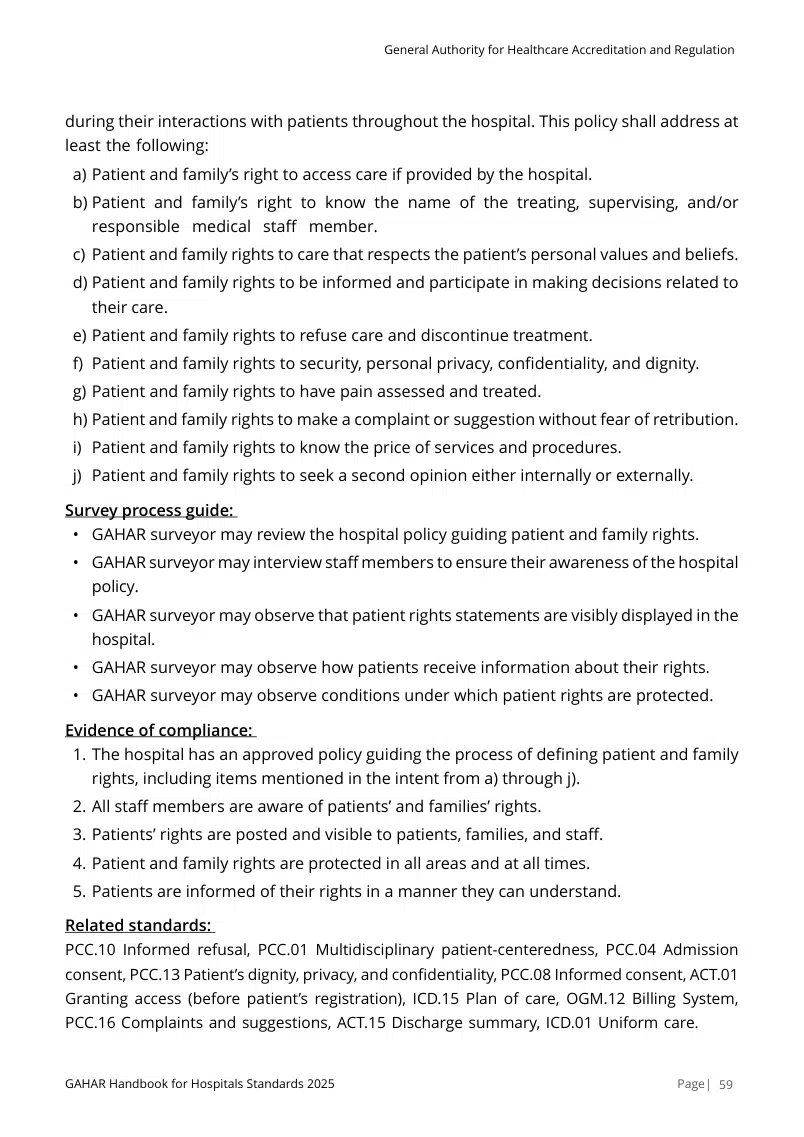 General Authority for Healthcare Accreditation and Regulation
during their interactions with patients throughout the hospital. This policy shall address at
least the following:
a) Patient and family’s right to access care if provided by the hospital.
b) Patient and family’s right to know the name of the treating, supervising, and/or
responsible medical staff member.
c) Patient and family rights to care that respects the patient’s personal values and beliefs.
d) Patient and family rights to be informed and participate in making decisions related to
their care.
e) Patient and family rights to refuse care and discontinue treatment.
f) Patient and family rights to security, personal privacy, confidentiality, and dignity.
g) Patient and family rights to have pain assessed and treated.
h) Patient and family rights to make a complaint or suggestion without fear of retribution.
i) Patient and family rights to know the price of services and procedures.
j) Patient and family rights to seek a second opinion either internally or externally.
Survey process guide:
• GAHAR surveyor may review the hospital policy guiding patient and family rights.
• GAHAR surveyor may interview staff members to ensure their awareness of the hospital
policy.
• GAHAR surveyor may observe that patient rights statements are visibly displayed in the
hospital.
• GAHAR surveyor may observe how patients receive information about their rights.
• GAHAR surveyor may observe conditions under which patient rights are protected.
Evidence of compliance:
1. The hospital has an approved policy guiding the process of defining patient and family
rights, including items mentioned in the intent from a) through j).
2. All staff members are aware of patients’ and families’ rights.
3. Patients’ rights are posted and visible to patients, families, and staff.
4. Patient and family rights are protected in all areas and at all times.
5. Patients are informed of their rights in a manner they can understand.
Related standards:
PCC.10 Informed refusal, PCC.01 Multidisciplinary patient-centeredness, PCC.04 Admission
consent, PCC.13 Patient’s dignity, privacy, and confidentiality, PCC.08 Informed consent, ACT.01
Granting access (before patient’s registration), ICD.15 Plan of care, OGM.12 Billing System,
PCC.16 Complaints and suggestions, ACT.15 Discharge summary, ICD.01 Uniform care.
GAHAR Handbook for Hospitals Standards 2025 Page| 59